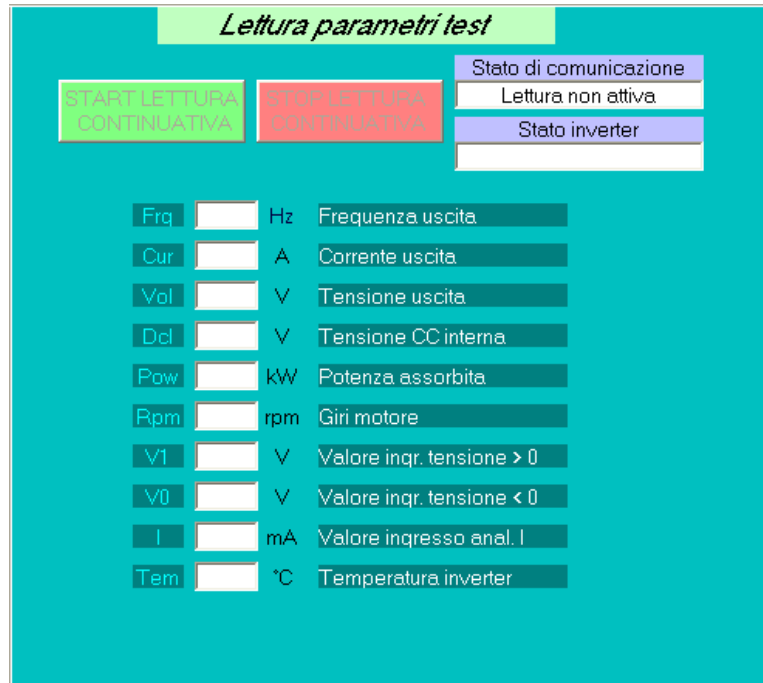 Lettura parametri test
Stato di comunicazione
START LETTURA
CONTINUATIVA
STOP LETTURA
CONTINUATIVA
Lettura non attiva
Stato inverter
Frq Hz Frequenza uscita
Cur A Corrente uscita
Vol V Tensione uscita
Dcl V Tensione CC interna
Pow kW Potenza assorbita
Rpm rpm Giri motore
V1 V Valore ingr. tensione > 0
V0 V Valore ingr. tensione < 0
I mA Valore ingresso anal. I
Tem °C Temperatura inverter